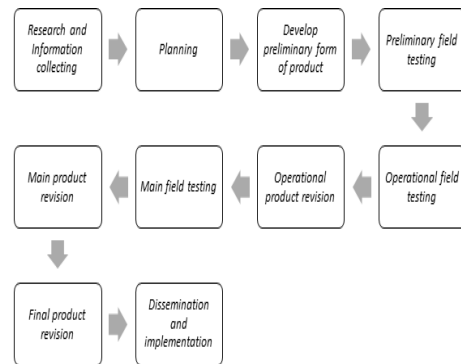 Research and
Information
collecting
Planning
Develop
preliminary form
of product
Preliminary field
testing
Operational field
testing
Operational
product revision
Main field testing
Main product
revision
Final product
revision
Dissemination
and
implementation